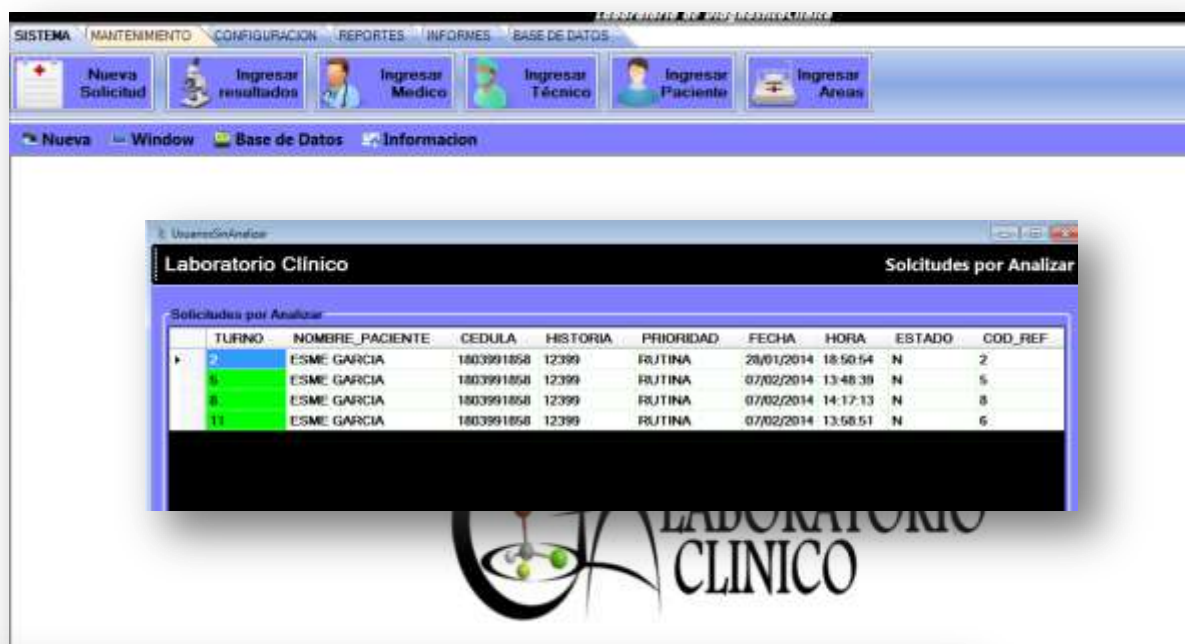 Laboratorio de DiagnosticoClinico
SISTEMA MANTENIMIENTO CONFIGURACION REPORTES INFORMES BASE DE DATOS
Nueva Solicitud Ingresar resultados Ingresar Medico Ingresar Técnico Ingresar Paciente Ingresar Areas
Nueva Window Base de Datos Informacion
UsuariosSinAnalizar
Laboratorio Clínico Solcitudes por Analizar
Solicitudes por Analizar
TURNO NOMBRE_PACIENTE CEDULA HISTORIA PRIORIDAD FECHA HORA ESTADO COD_REF
2 ESME GARCIA 1803991858 12399 RUTINA 28/01/2014 18:50:54 N 2
5 ESME GARCIA 1803991858 12399 RUTINA 07/02/2014 13:48:39 N 5
8 ESME GARCIA 1803991858 12399 RUTINA 07/02/2014 14:17:13 N 8
11 ESME GARCIA 1803991858 12399 RUTINA 07/02/2014 13:58:51 N 6
LABORATORIO
CLINICO